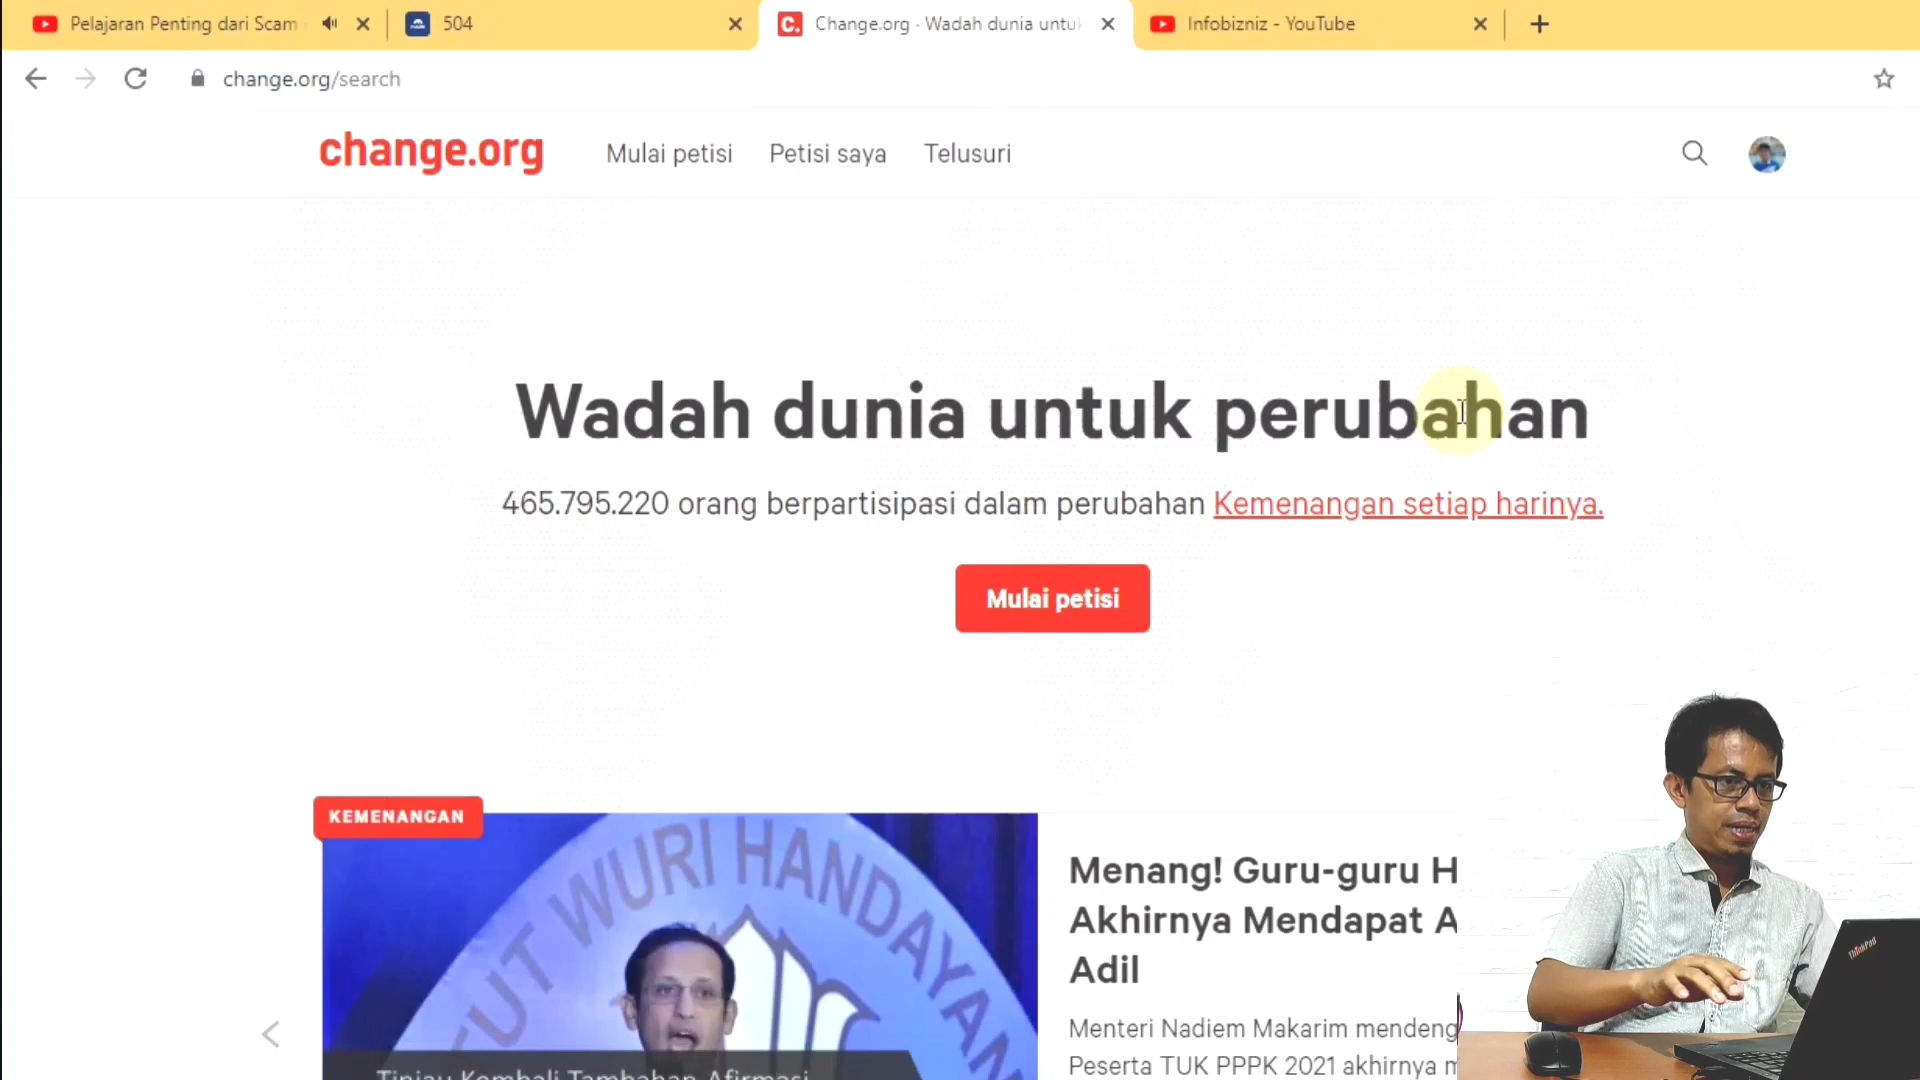 Pelajaran Penting dari Scam
504
Change.org · Wadah dunia untu
Infobizniz - YouTube
change.org/search
change.org
Mulai petisi
Petisi saya
Telusuri
Wadah dunia untuk perubahan
465.795.220 orang berpartisipasi dalam perubahan Kemenangan setiap harinya.
Mulai petisi
KEMENANGAN
TUT WURI HANDAYANI
Menang! Guru-guru H
Akhirnya Mendapat A
Adil
Menteri Nadiem Makarim mendeng
Peserta TUK PPPK 2021 akhirnya m
Tinjau Kembali Tambahan Afirmasi
ThinkPad